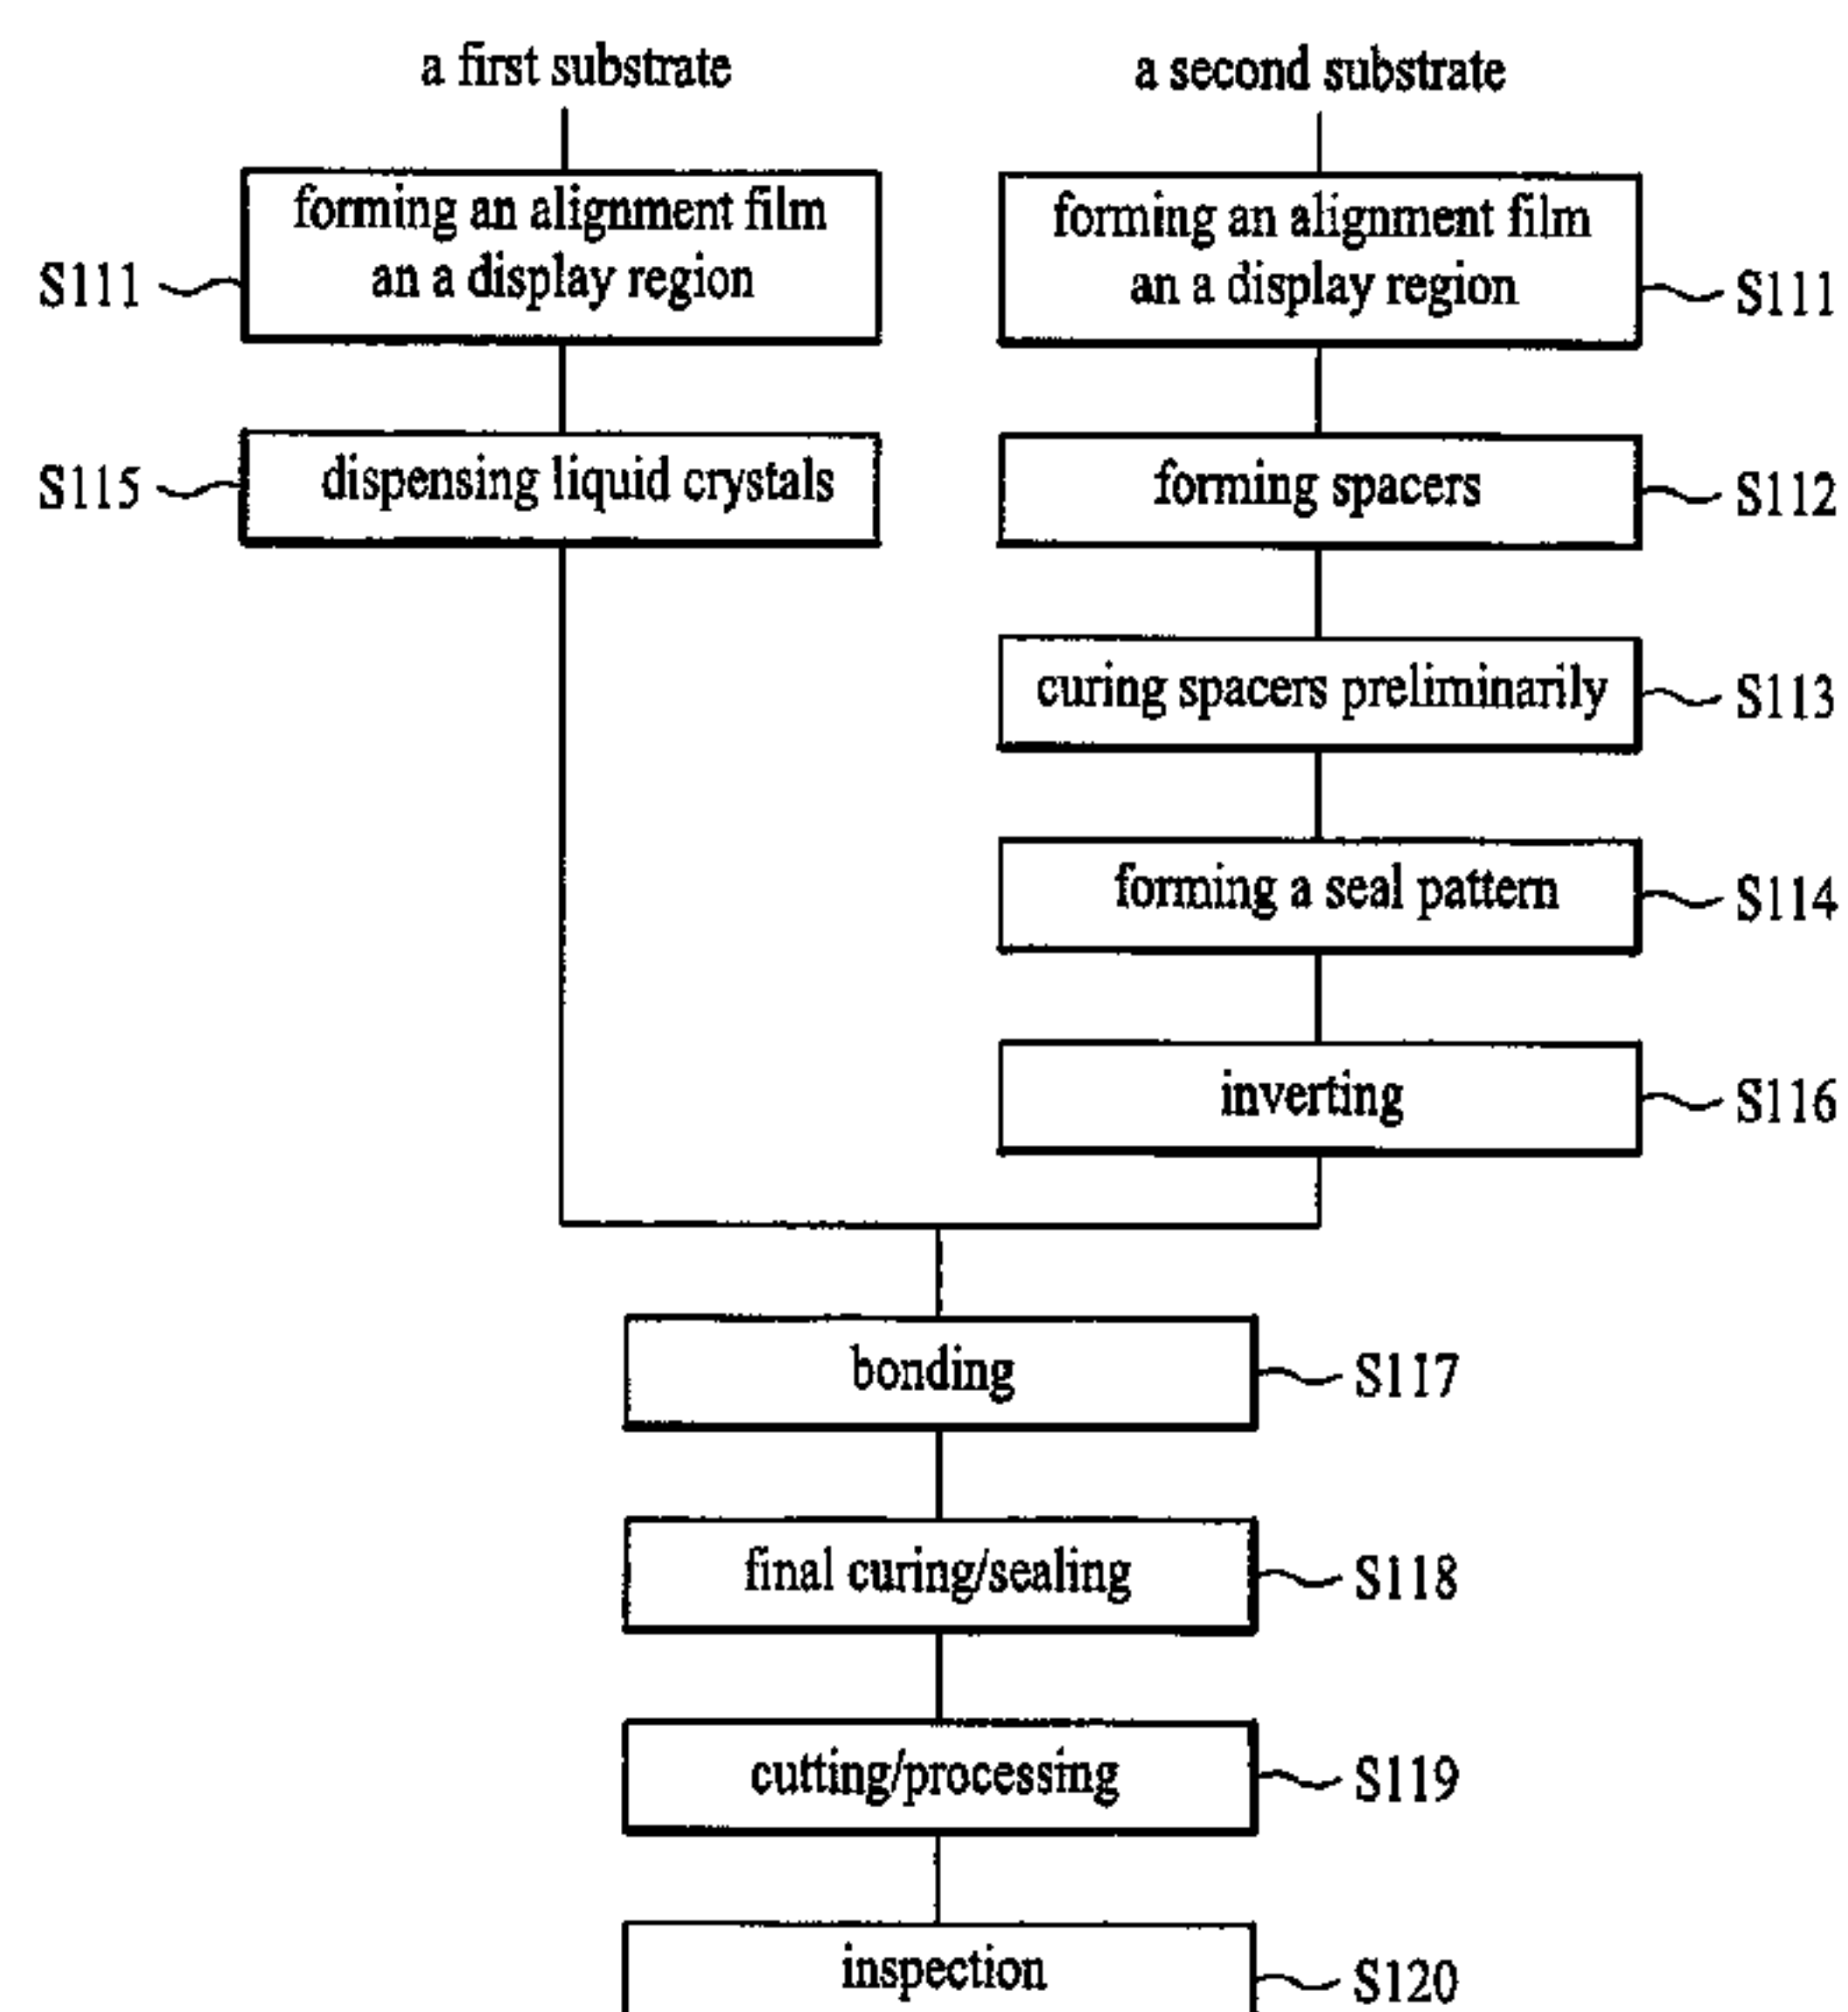 a first substrate
a second substrate
forming an alignment film
an a display region
S111
forming an alignment film
an a display region
S111
dispensing liquid crystals
S115
forming spacers
S112
curing spacers preliminarily
S113
forming a seal pattern
S114
inverting
S116
bonding
S117
final curing/sealing
S118
cutting/processing
S119
inspection
S120